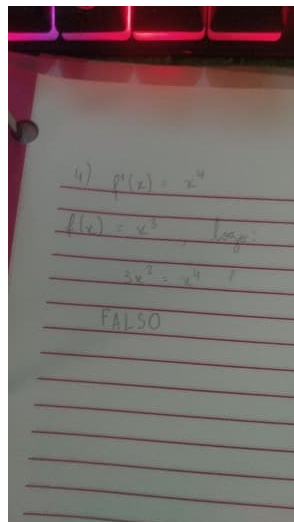 4) f'(x) = x⁴
f(x) = x³, logo:
3x² = x⁴
FALSO